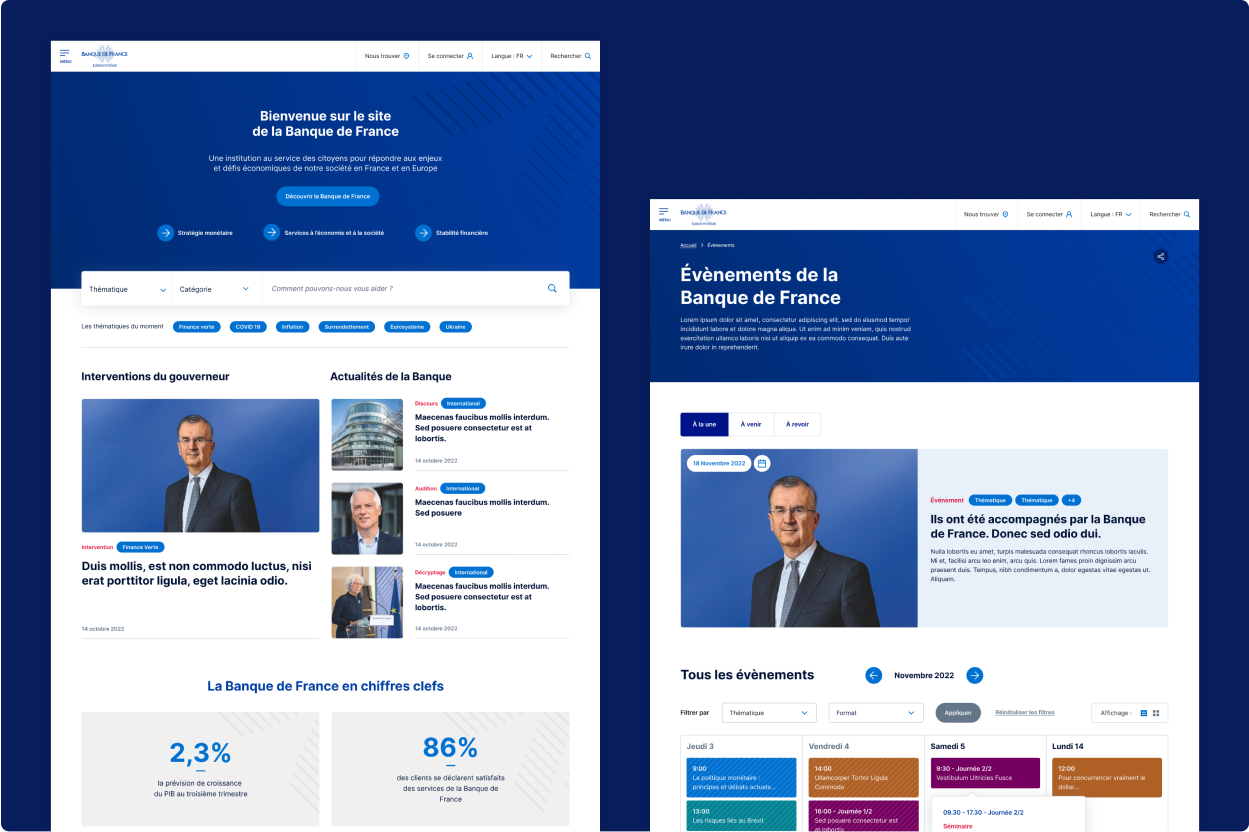 MENU
BANQUE DE FRANCE
EUROSYSTÈME
Nous trouver
Se connecter
Langue : FR
Rechercher
Bienvenue sur le site
de la Banque de France
Une institution au service des citoyens pour répondre aux enjeux
et défis économiques de notre société en France et en Europe
Découvrir la Banque de France
Stratégie monétaire
Services à l'économie et à la société
Stabilité financière
Thématique
Catégorie
Comment pouvons-nous vous aider ?
Les thématiques du moment
Finance verte
COVID 19
Inflation
Surrendettement
Eurosystème
Ukraine
Interventions du gouverneur
Intervention
Finance Verte
Duis mollis, est non commodo luctus, nisi
erat porttitor ligula, eget lacinia odio.
14 octobre 2022
Actualités de la Banque
Discours
International
Maecenas faucibus mollis interdum.
Sed posuere consectetur est at
lobortis.
14 octobre 2022
Audition
International
Maecenas faucibus mollis interdum.
Sed posuere
14 octobre 2022
Décryptage
International
Maecenas faucibus mollis interdum.
Sed posuere consectetur est at
lobortis.
14 octobre 2022
La Banque de France en chiffres clefs
2,3%
la prévision de croissance
du PIB au troisième trimestre
86%
des clients se déclarent satisfaits
des services de la Banque de
France
MENU
BANQUE DE FRANCE
EUROSYSTÈME
Nous trouver
Se connecter
Langue : FR
Rechercher
Accueil
Évènements
Évènements de la
Banque de France
Lorem ipsum dolor sit amet, consectetur adipiscing elit, sed do eiusmod tempor
incididunt labore et dolore magna aliqua. Ut enim ad minim veniam, quis nostrud
exercitation ullamco laboris nisi ut aliquip ex ea commodo consequat. Duis aute
irure dolor in reprehenderit.
À la une
À venir
À revoir
18 Novembre 2022
Événement
Thématique
Thématique
+4
Ils ont été accompagnés par la Banque
de France. Donec sed odio dui.
Nulla lobortis eu amet, turpis malesuada consequat rhoncus lobortis iaculis.
Mi et, facilisi arcu leo enim, arcu quis. Lorem fames proin dignissim arcu
praesent duis. Tempus, nibh condimentum a, dolor egestas vitae egestas ut.
Aliquam.
Tous les évènements
Novembre 2022
Filtrer par
Thématique
Format
Appliquer
Réinitialiser les filtres
Affichage :
Jeudi 3
9:00
La politique monétaire :
principes et débats actuels...
13:00
Les risques liés au Brexit
Vendredi 4
14:00
Ullamcorper Tortor Ligula
Commodo
16:00 - Journée 1/2
Sed posuere consectetur est
at lobortis
Samedi 5
9:30 - Journée 2/2
Vestibulum Ultricies Fusce
09.30 - 17.30 - Journée 2/2
Séminaire
Lundi 14
12:00
Pour concurrencer vraiment le
dollar...